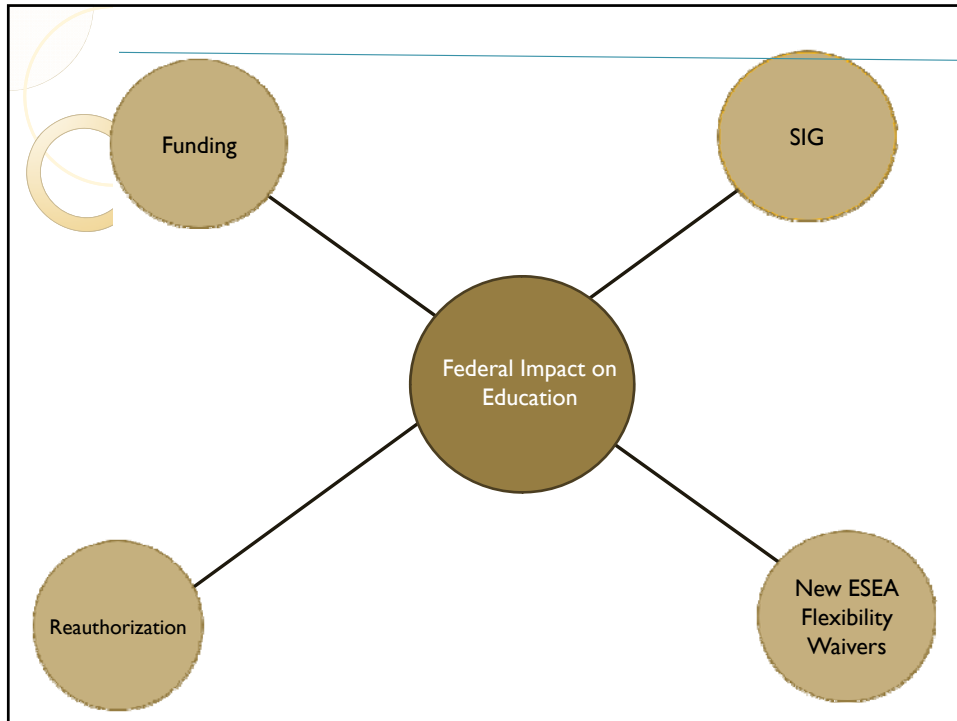 Funding
SIG
Federal Impact on
Education
Reauthorization
New ESEA
Flexibility
Waivers